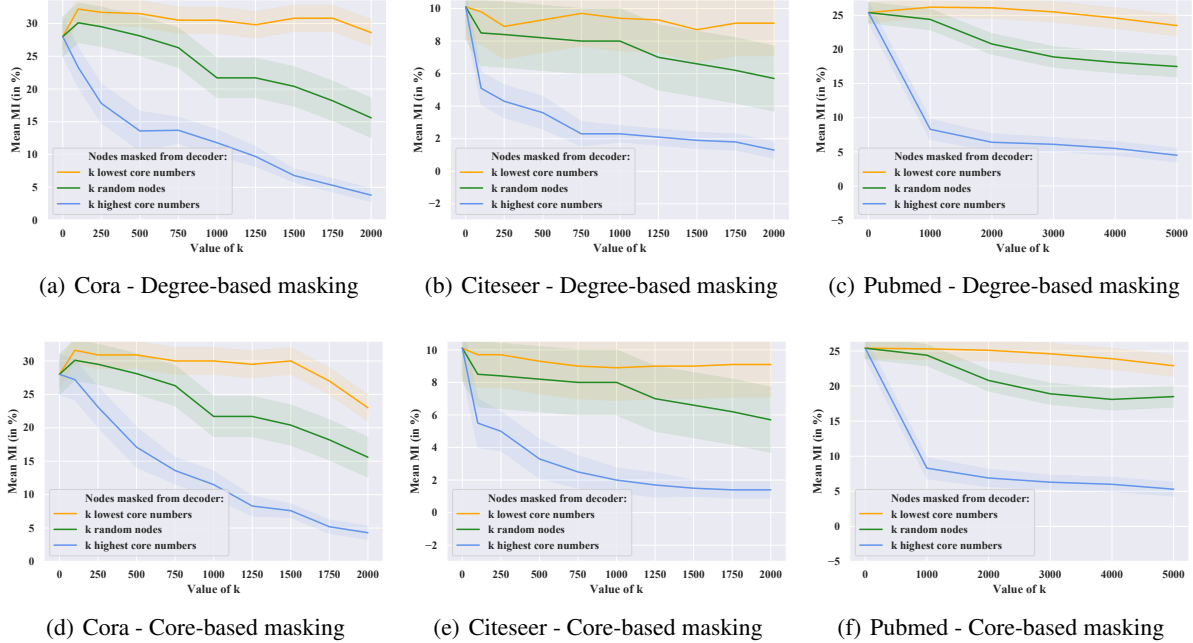 Mean MI (in %)
30
25
20
15
10
5
0
Nodes masked from decoder:
k lowest core numbers
k random nodes
k highest core numbers
0 250 500 750 1000 1250 1500 1750 2000
Value of k
(a) Cora - Degree-based masking
Mean MI (in %)
10
8
6
4
2
0
−2
Nodes masked from decoder:
k lowest core numbers
k random nodes
k highest core numbers
0 250 500 750 1000 1250 1500 1750 2000
Value of k
(b) Citeseer - Degree-based masking
Mean MI (in %)
25
20
15
10
5
0
−5
Nodes masked from decoder:
k lowest core numbers
k random nodes
k highest core numbers
0 1000 2000 3000 4000 5000
Value of k
(c) Pubmed - Degree-based masking
Mean MI (in %)
30
25
20
15
10
5
0
Nodes masked from decoder:
k lowest core numbers
k random nodes
k highest core numbers
0 250 500 750 1000 1250 1500 1750 2000
Value of k
(d) Cora - Core-based masking
Mean MI (in %)
10
8
6
4
2
0
−2
Nodes masked from decoder:
k lowest core numbers
k random nodes
k highest core numbers
0 250 500 750 1000 1250 1500 1750 2000
Value of k
(e) Citeseer - Core-based masking
Mean MI (in %)
25
20
15
10
5
0
−5
Nodes masked from decoder:
k lowest core numbers
k random nodes
k highest core numbers
0 1000 2000 3000 4000 5000
Value of k
(f) Pubmed - Core-based masking